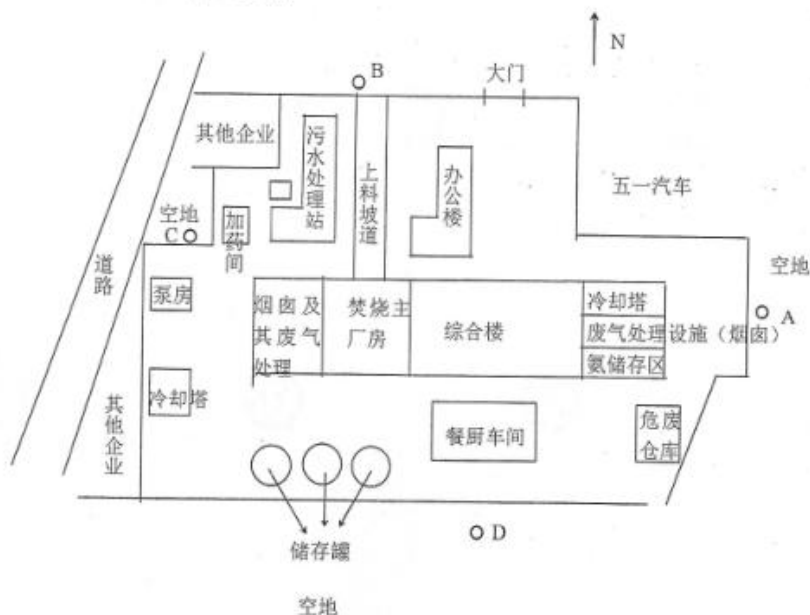 N
B
大门
其他企业
污水处理站
上料坡道
办公楼
五一汽车
空地
C
加药间
道路
空地
A
泵房
烟囱及
其废气
处理
焚烧主
厂房
综合楼
冷却塔
废气处理设施（烟囱）
氨储存区
冷却塔
其他企业
餐厨车间
危废
仓库
D
储存罐
空地